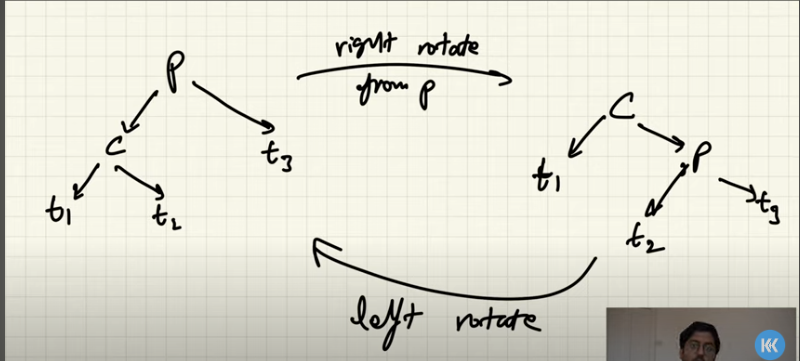 P
C
t3
t1
t2
right rotate
from p
C
t1
P
t2
t3
left rotate